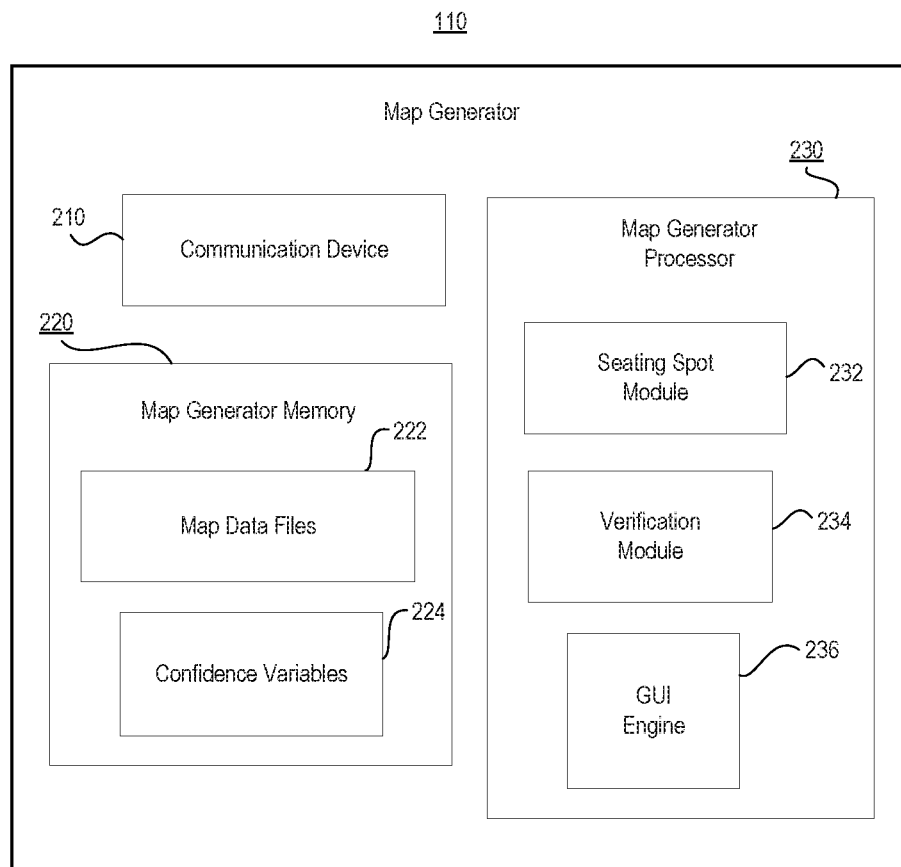 110
Map Generator
210
Communication Device
220
Map Generator Memory
222
Map Data Files
224
Confidence Variables
230
Map Generator
Processor
Seating Spot
Module
232
Verification
Module
234
GUI
Engine
236